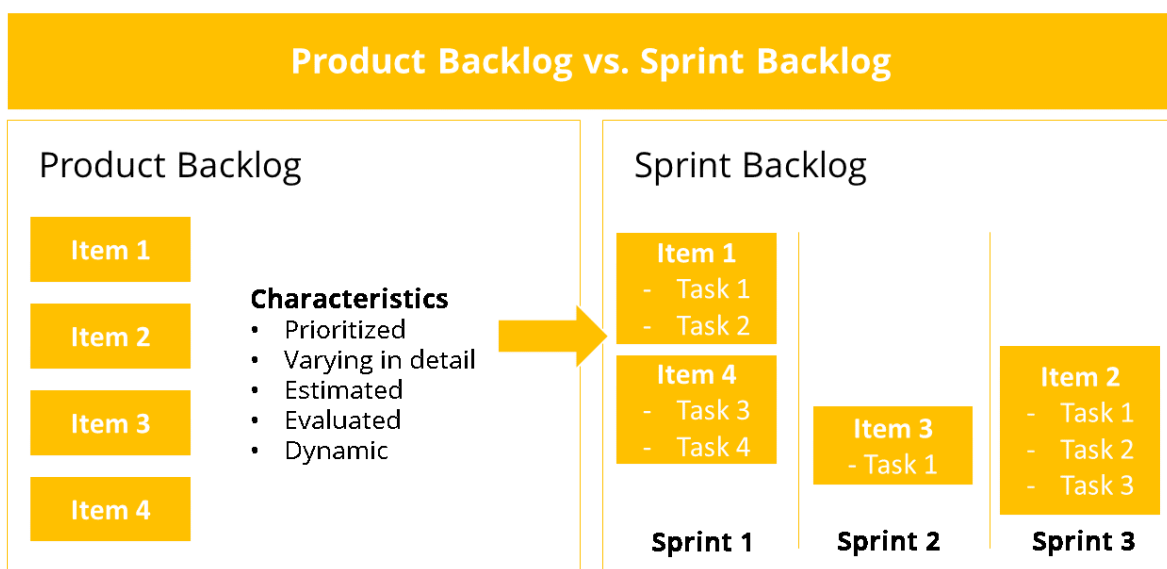 Product Backlog vs. Sprint Backlog
Product Backlog
Item 1
Item 2
Item 3
Item 4
Characteristics
• Prioritized
• Varying in detail
• Estimated
• Evaluated
• Dynamic
Sprint Backlog
Item 1
- Task 1
- Task 2
Item 4
- Task 3
- Task 4
Sprint 1
Item 3
- Task 1
Sprint 2
Item 2
- Task 1
- Task 2
- Task 3
Sprint 3